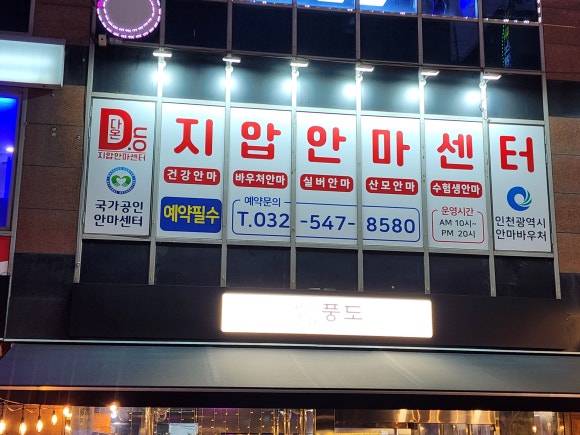 D.on
다온
지압안마센터
국가공인
안마센터
지압안마센터
건강안마
바우처안마
실버안마
산모안마
수험생안마
예약필수
예약문의
T.032-547-8580
운영시간
AM 10시~
PM 20시
인천광역시
안마바우처
풍도